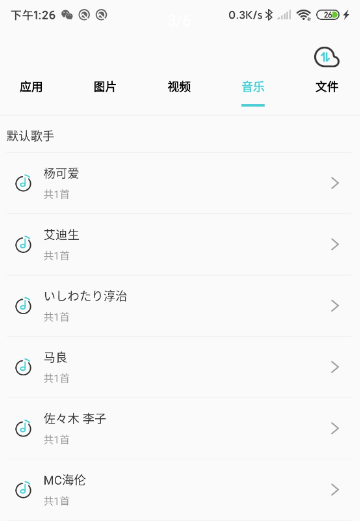 下午1:26
0.3K/s
26
应用 图片 视频 音乐 文件
默认歌手
杨可爱
共1首
艾迪生
共1首
いしわたり淳治
共1首
马良
共1首
佐々木 李子
共1首
MC海伦
共1首